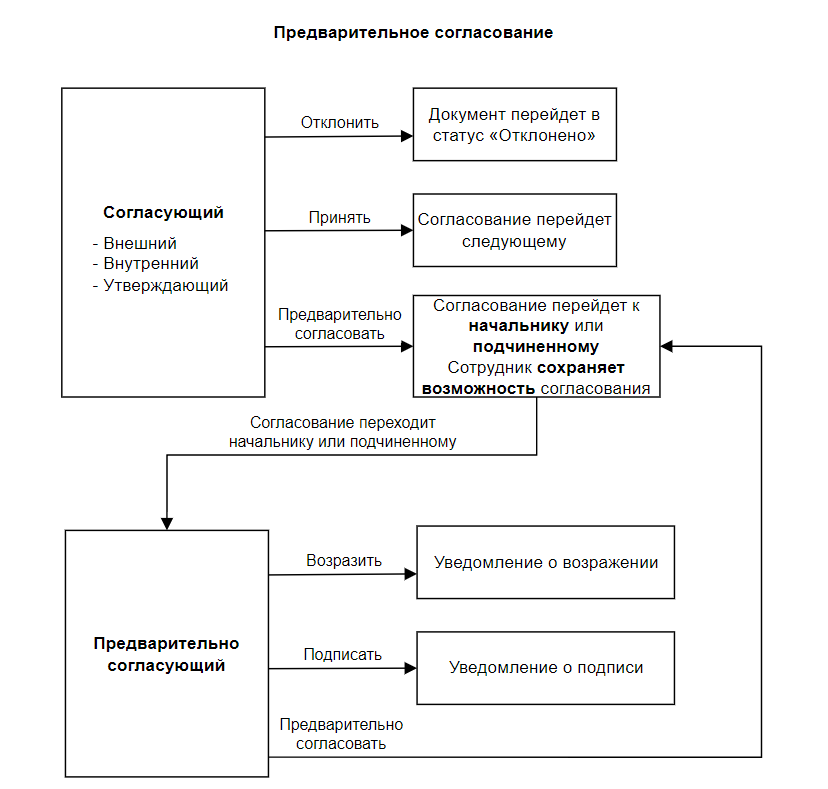 Предварительное согласование
Отклонить
Документ перейдет в
статус «Отклонено»
Согласующий
- Внешний
- Внутренний
- Утверждающий
Принять
Согласование перейдет
следующему
Предварительно
согласовать
Согласование перейдет к
начальнику или
подчиненному
Сотрудник сохраняет
возможность согласования
Согласование переходит
начальнику или подчиненному
Предварительно
согласующий
Возразить
Уведомление о возражении
Подписать
Уведомление о подписи
Предварительно
согласовать